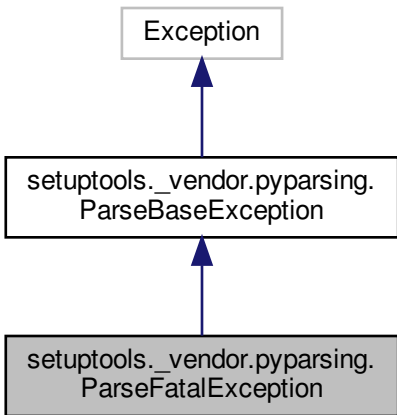 Exception
setuptools._vendor.pyparsing.
ParseBaseException
setuptools._vendor.pyparsing.
ParseFatalException